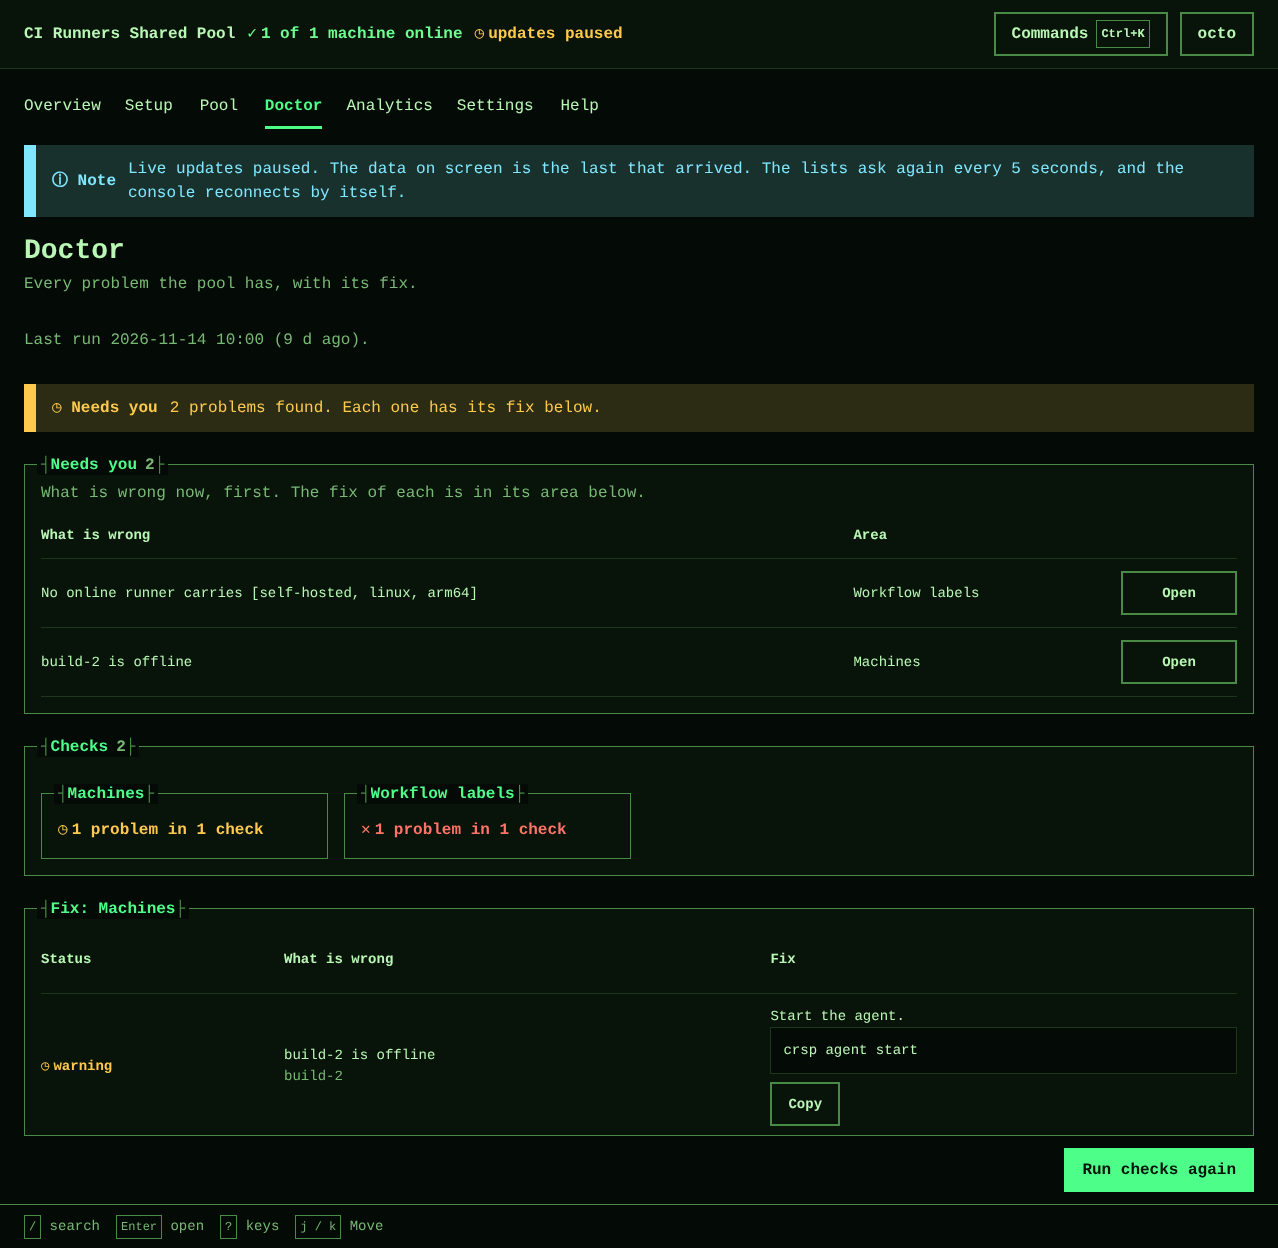 CI Runners Shared Pool ✓ 1 of 1 machine online ◷ updates paused
Commands Ctrl+K octo
Overview Setup Pool Doctor Analytics Settings Help
ⓘ Note Live updates paused. The data on screen is the last that arrived. The lists ask again every 5 seconds, and the
console reconnects by itself.
Doctor
Every problem the pool has, with its fix.
Last run 2026-11-14 10:00 (9 d ago).
◷ Needs you 2 problems found. Each one has its fix below.
Needs you 2
What is wrong now, first. The fix of each is in its area below.
What is wrong Area
No online runner carries [self-hosted, linux, arm64] Workflow labels Open
build-2 is offline Machines Open
Checks 2
Machines Workflow labels
◷ 1 problem in 1 check ✕ 1 problem in 1 check
Fix: Machines
Status What is wrong Fix
Start the agent.
crsp agent start
◷ warning build-2 is offline
build-2
Copy
Run checks again
/ search Enter open ? keys j / k Move